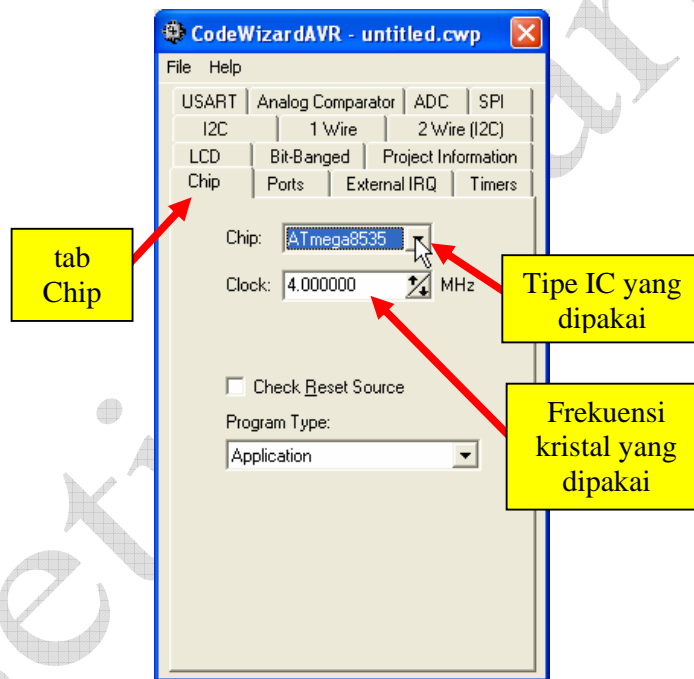 CodeWizardAVR - untitled.cwp
File Help
USART Analog Comparator ADC SPI
I2C 1 Wire 2 Wire (I2C)
LCD Bit-Banged Project Information
Chip Ports External IRQ Timers
tab
Chip
Chip: ATmega8535
Clock: 4.000000 MHz
Tipe IC yang
dipakai
Check Reset Source
Program Type:
Application
Frekuensi
kristal yang
dipakai